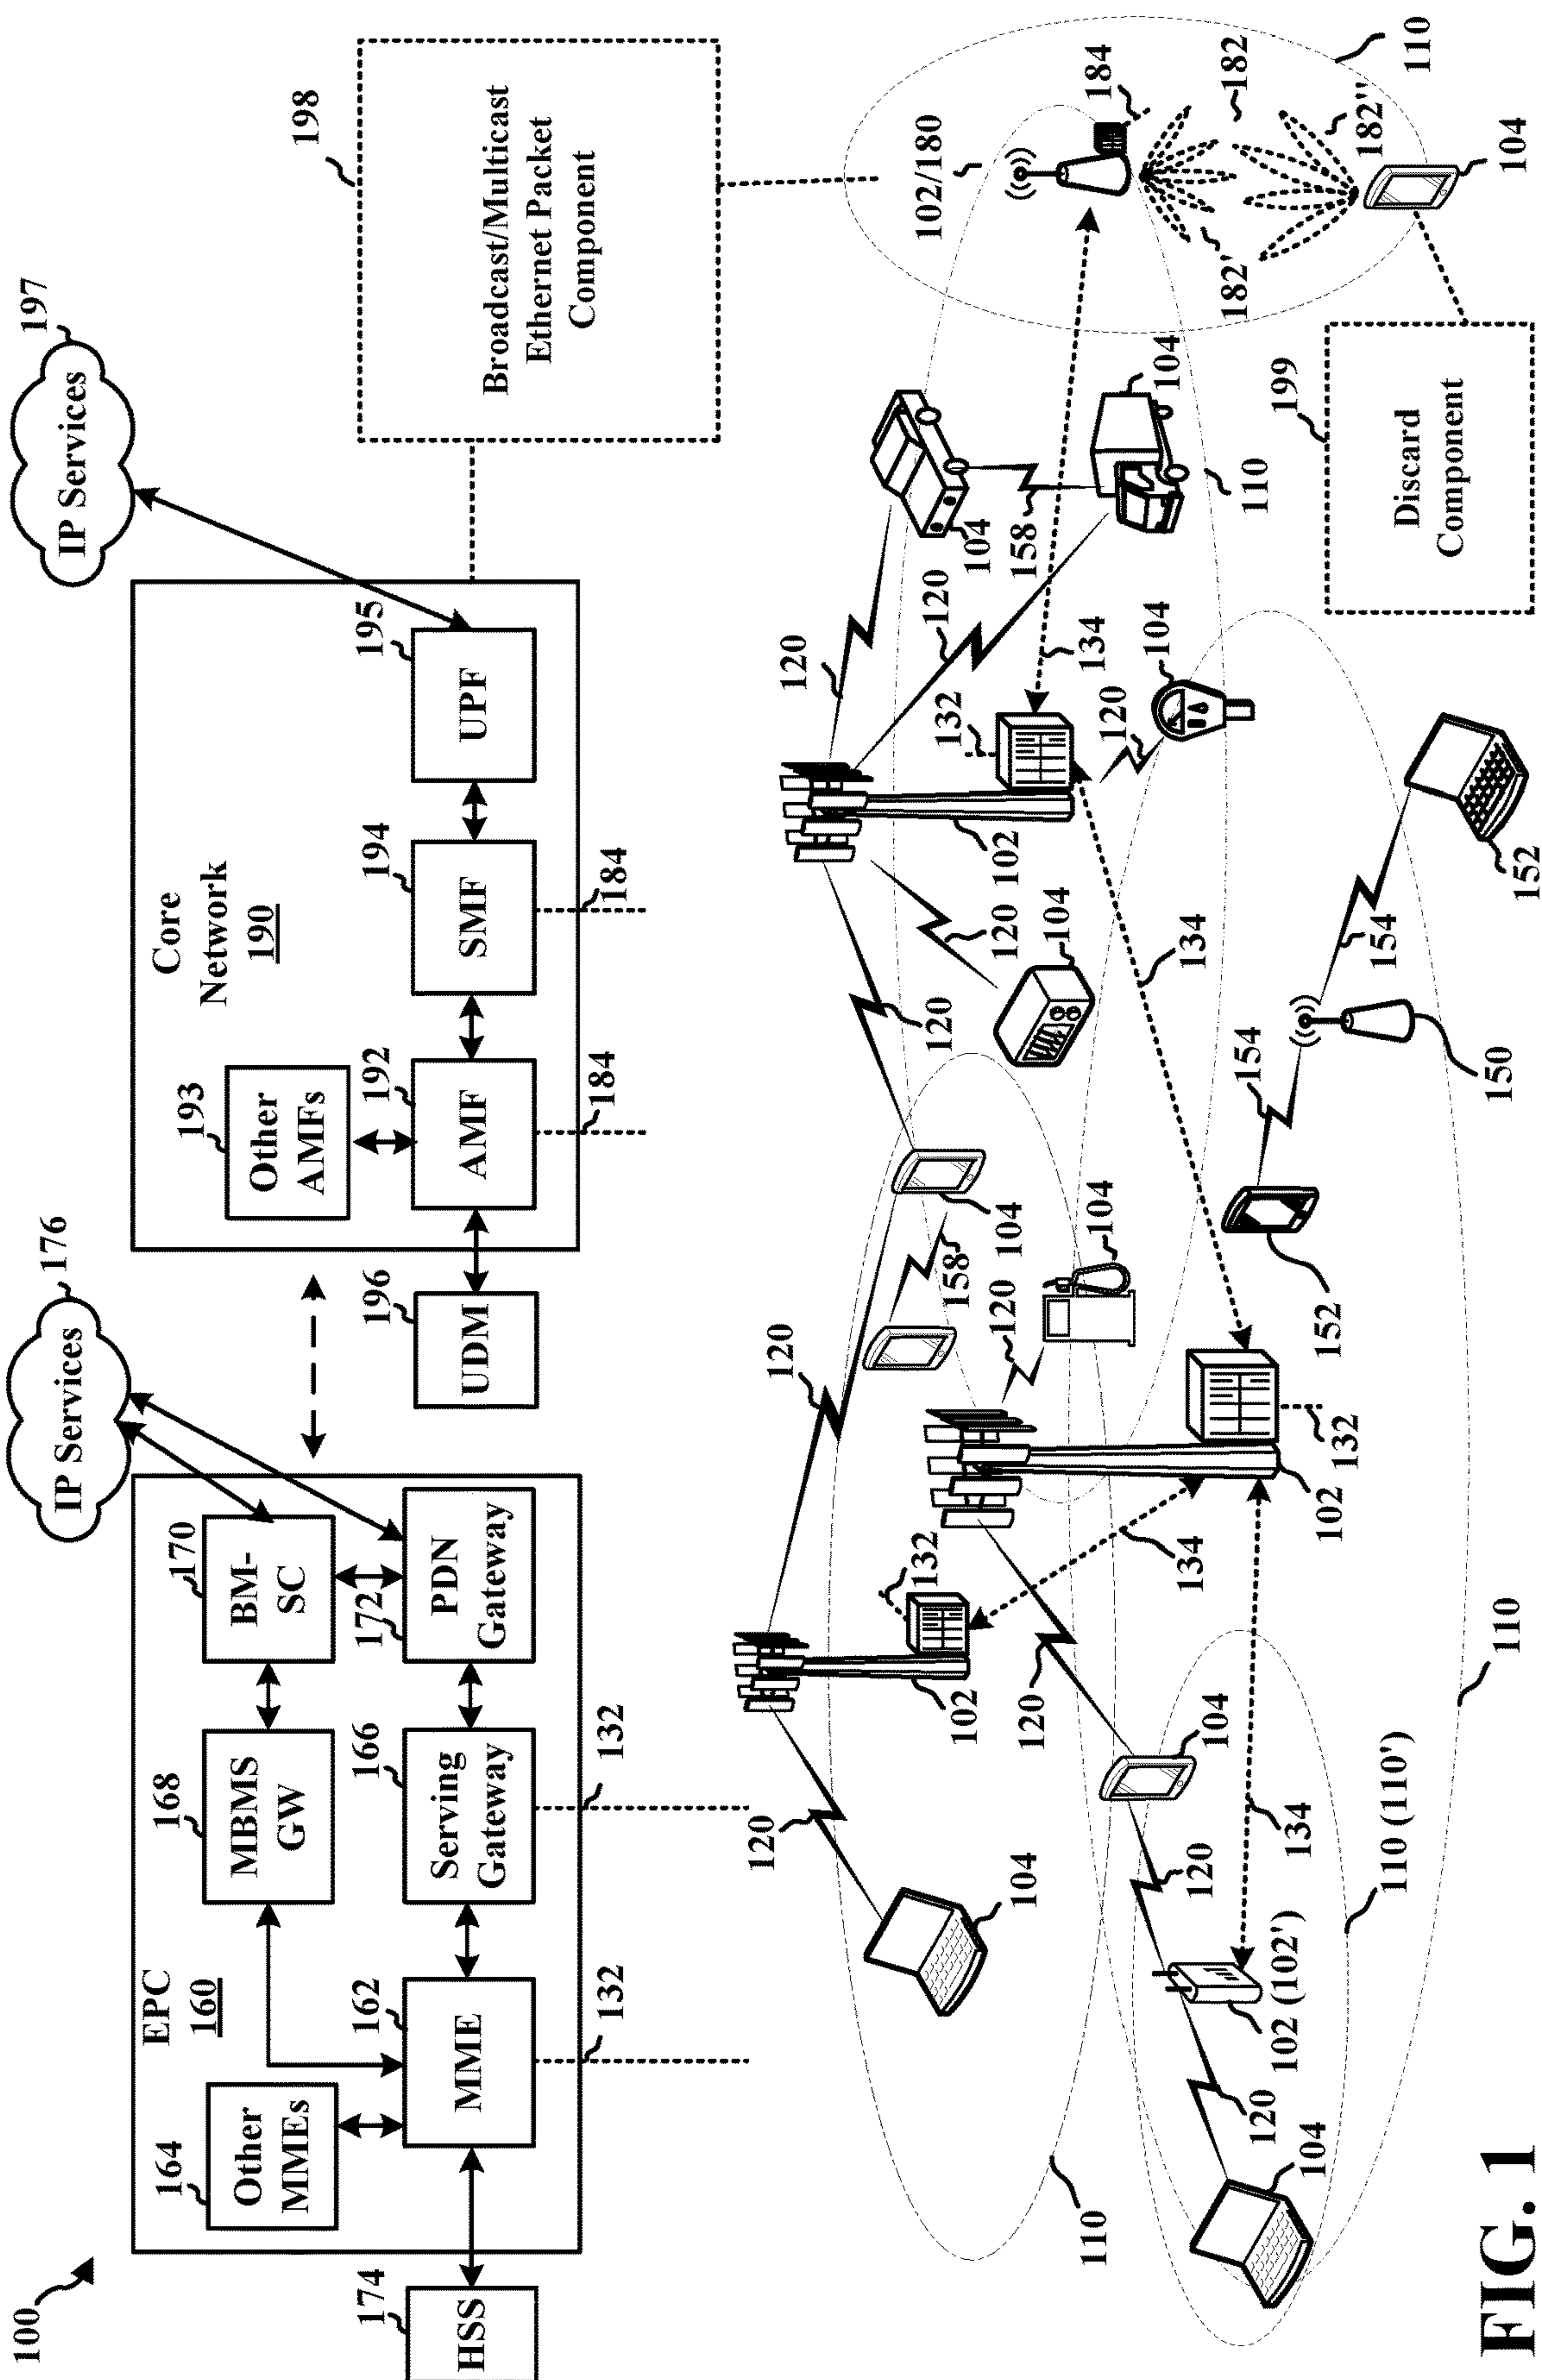 100
174
HSS
EPC
160
164
Other
MMEs
162
MME
168
MBMS
GW
166
Serving
Gateway
170
BM-
SC
172
PDN
Gateway
132
132
176
IP Services
196
UDM
Core
Network
190
193
Other
AMFs
192
AMF
194
SMF
195
UPF
184
184
197
IP Services
198
Broadcast/Multicast
Ethernet Packet
Component
102/180
184
182
182'
182"
104
110
199
Discard
Component
120
120
104
158
104
110
132
134
120
104
102
120
104
120
134
154
152
150
154
152
104
158
120
104
120
132
102
134
132
102
120
120
104
104
120
134
110
110 (110')
102 (102')
120
104
110
FIG. 1